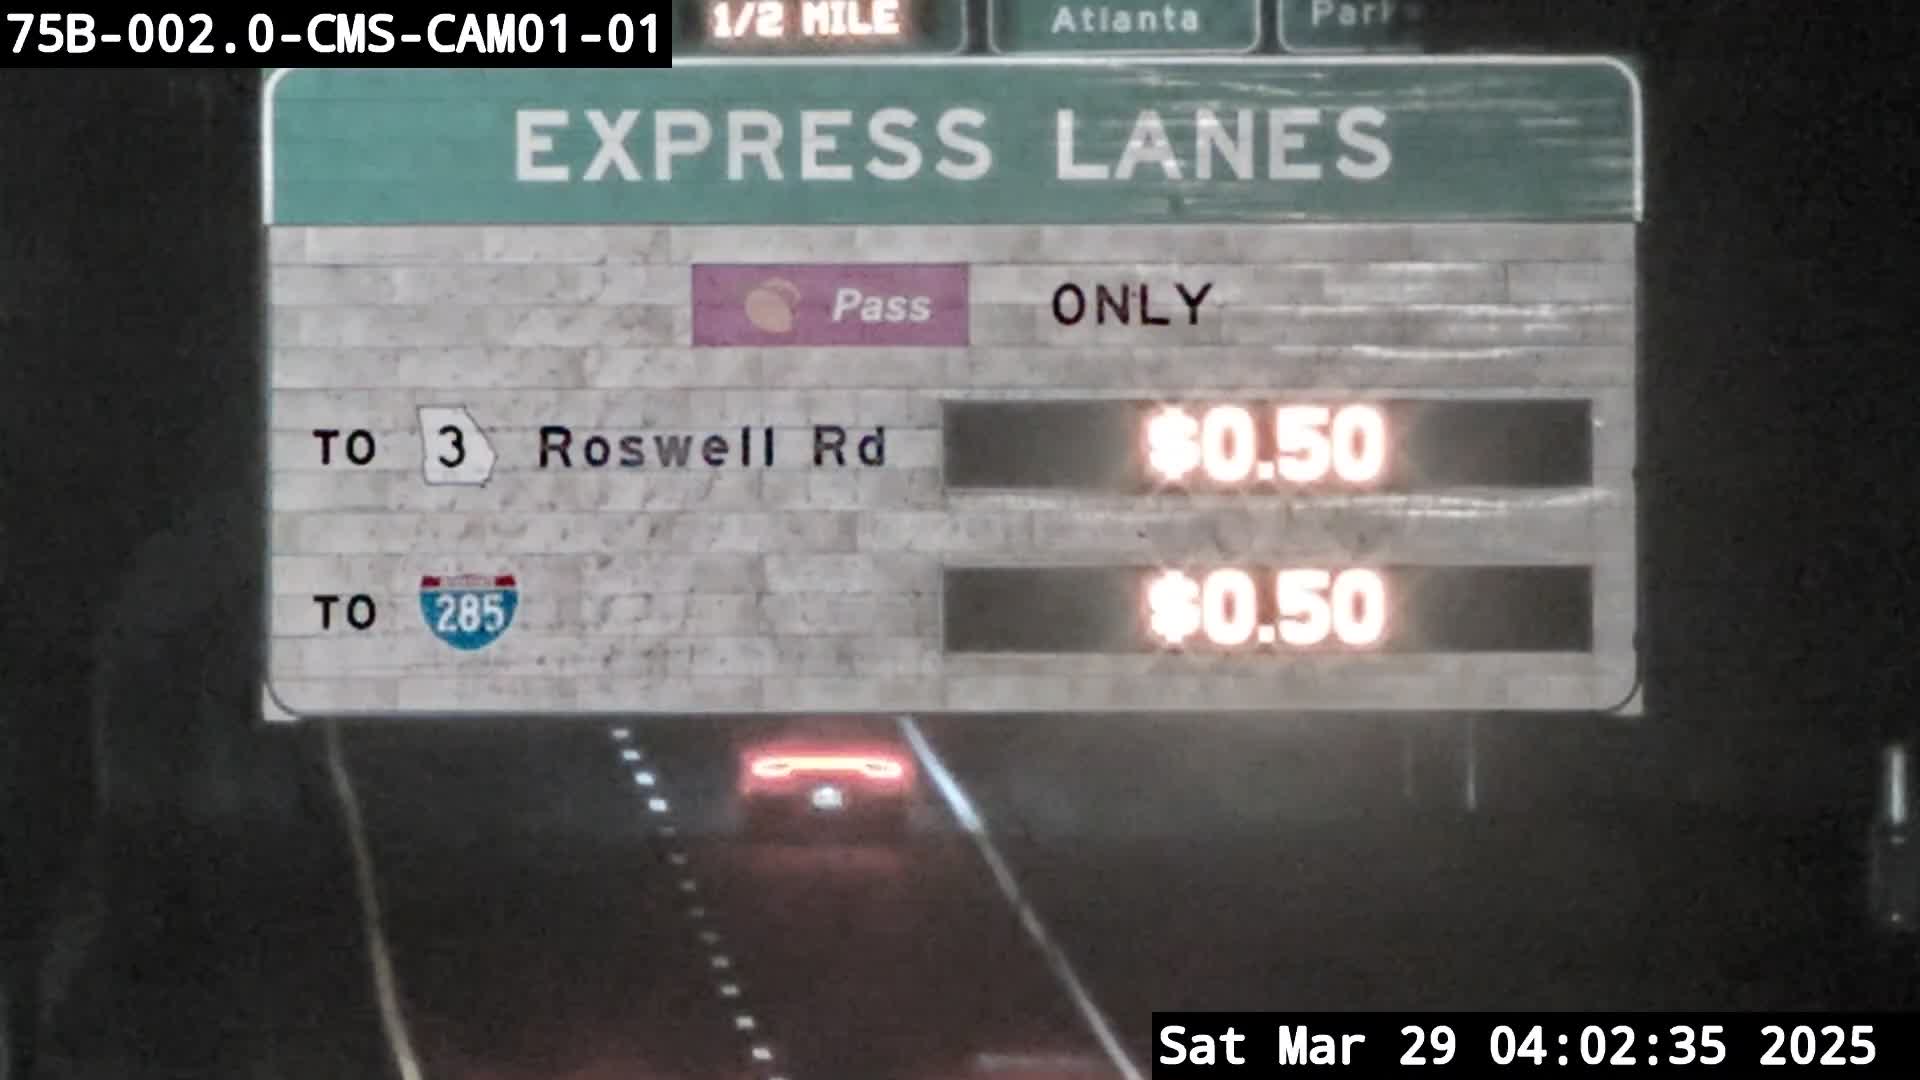 75B-002.0-CMS-CAM01-01
1/2 MILE
Atlanta
EXPRESS LANES
Pass ONLY
TO 3 Roswell Rd $0.50
TO 285 $0.50
Sat Mar 29 04:02:35 2025